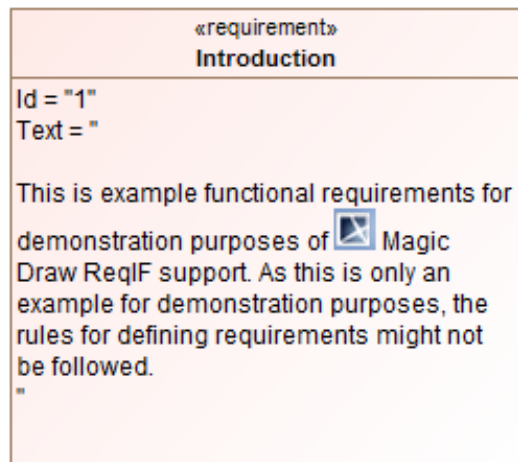 «requirement»
Introduction
Id = "1"
Text = "
This is example functional requirements for
demonstration purposes of Magic
Draw ReqIF support. As this is only an
example for demonstration purposes, the
rules for defining requirements might not
be followed.
"